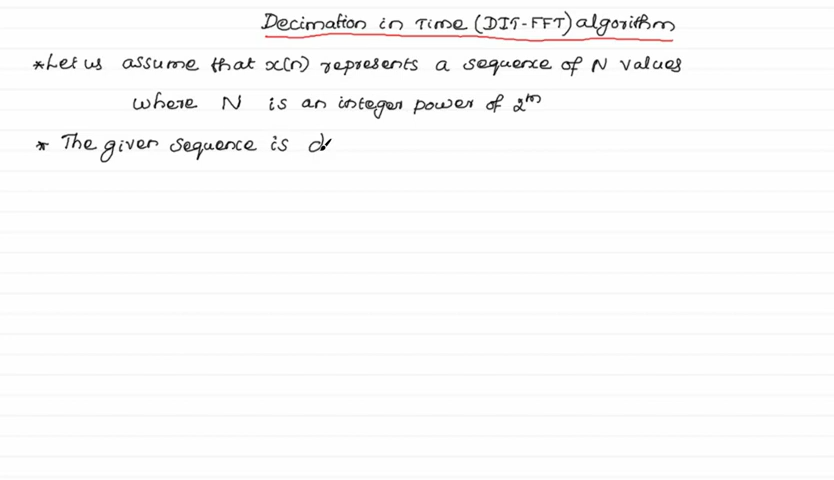 Decimation in Time (DIT-FFT) algorithm
*Let us assume that x(n) represents a sequence of N values
where N is an integer power of 2^m
* The given sequence is d